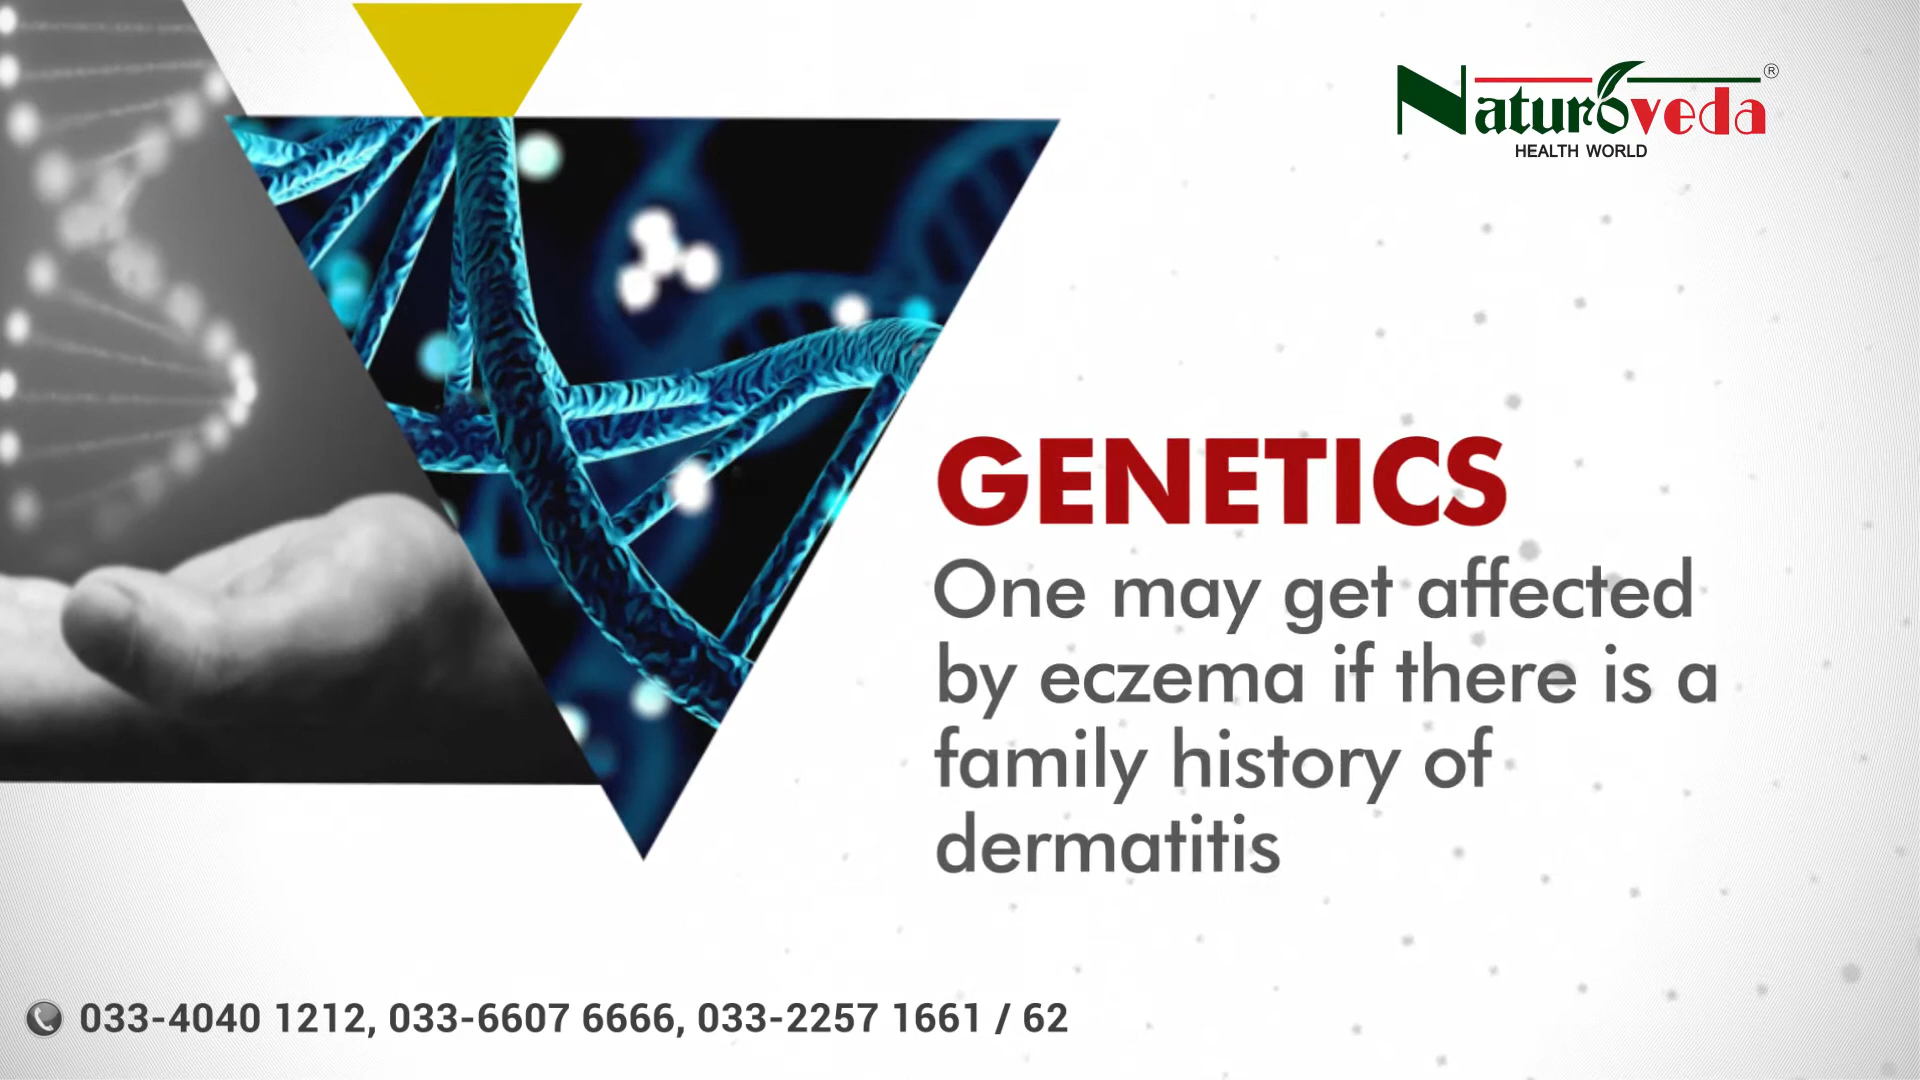 Naturoveda®
HEALTH WORLD
GENETICS
One may get affected
by eczema if there is a
family history of
dermatitis
033-4040 1212, 033-6607 6666, 033-2257 1661 / 62